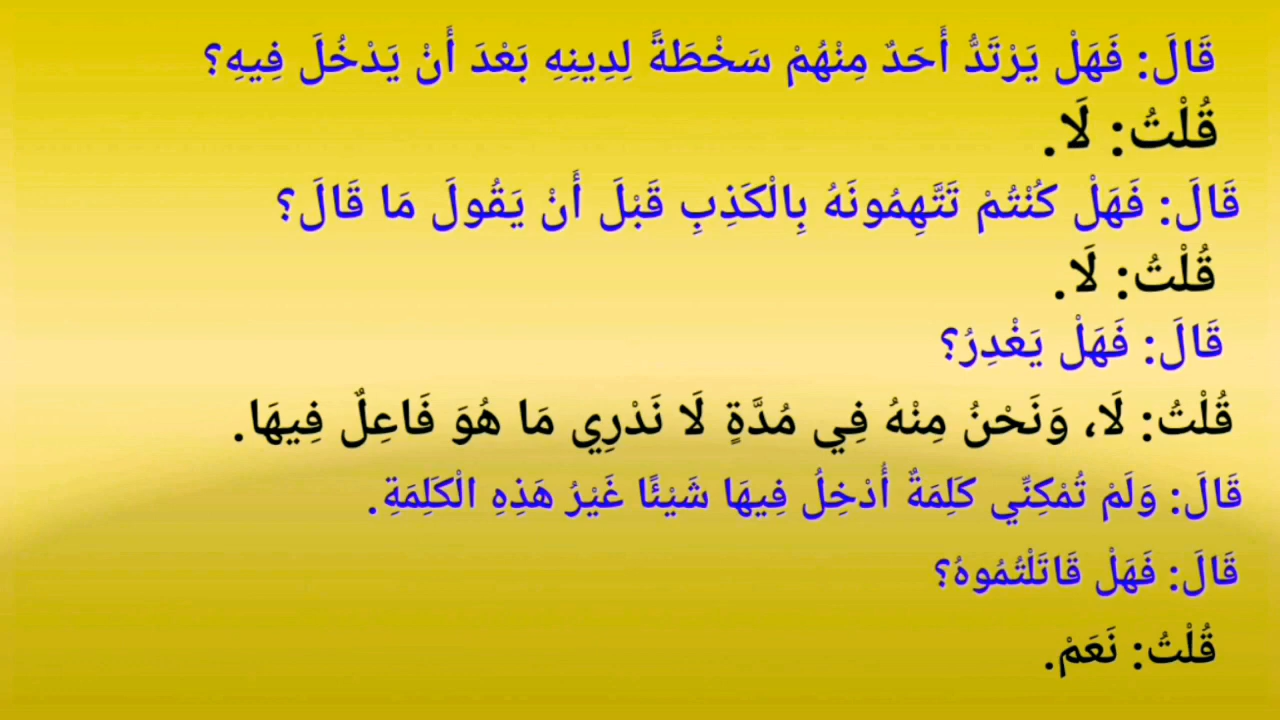 قَالَ: فَهَلْ يَرْتَدُّ أَحَدٌ مِنْهُمْ سَخْطَةً لِدِينِهِ بَعْدَ أَنْ يَدْخُلَ فِيهِ؟
قُلْتُ: لَا.
قَالَ: فَهَلْ كُنْتُمْ تَتَّهِمُونَهُ بِالْكَذِبِ قَبْلَ أَنْ يَقُولَ مَا قَالَ؟
قُلْتُ: لَا.
قَالَ: فَهَلْ يَغْدِرُ؟
قُلْتُ: لَا، وَنَحْنُ مِنْهُ فِي مُدَّةٍ لَا نَدْرِي مَا هُوَ فَاعِلٌ فِيهَا.
قَالَ: وَلَمْ تُمْكِنِّي كَلِمَةٌ أُدْخِلُ فِيهَا شَيْئًا غَيْرُ هَذِهِ الْكَلِمَةِ.
قَالَ: فَهَلْ قَاتَلْتُمُوهُ؟
قُلْتُ: نَعَمْ.